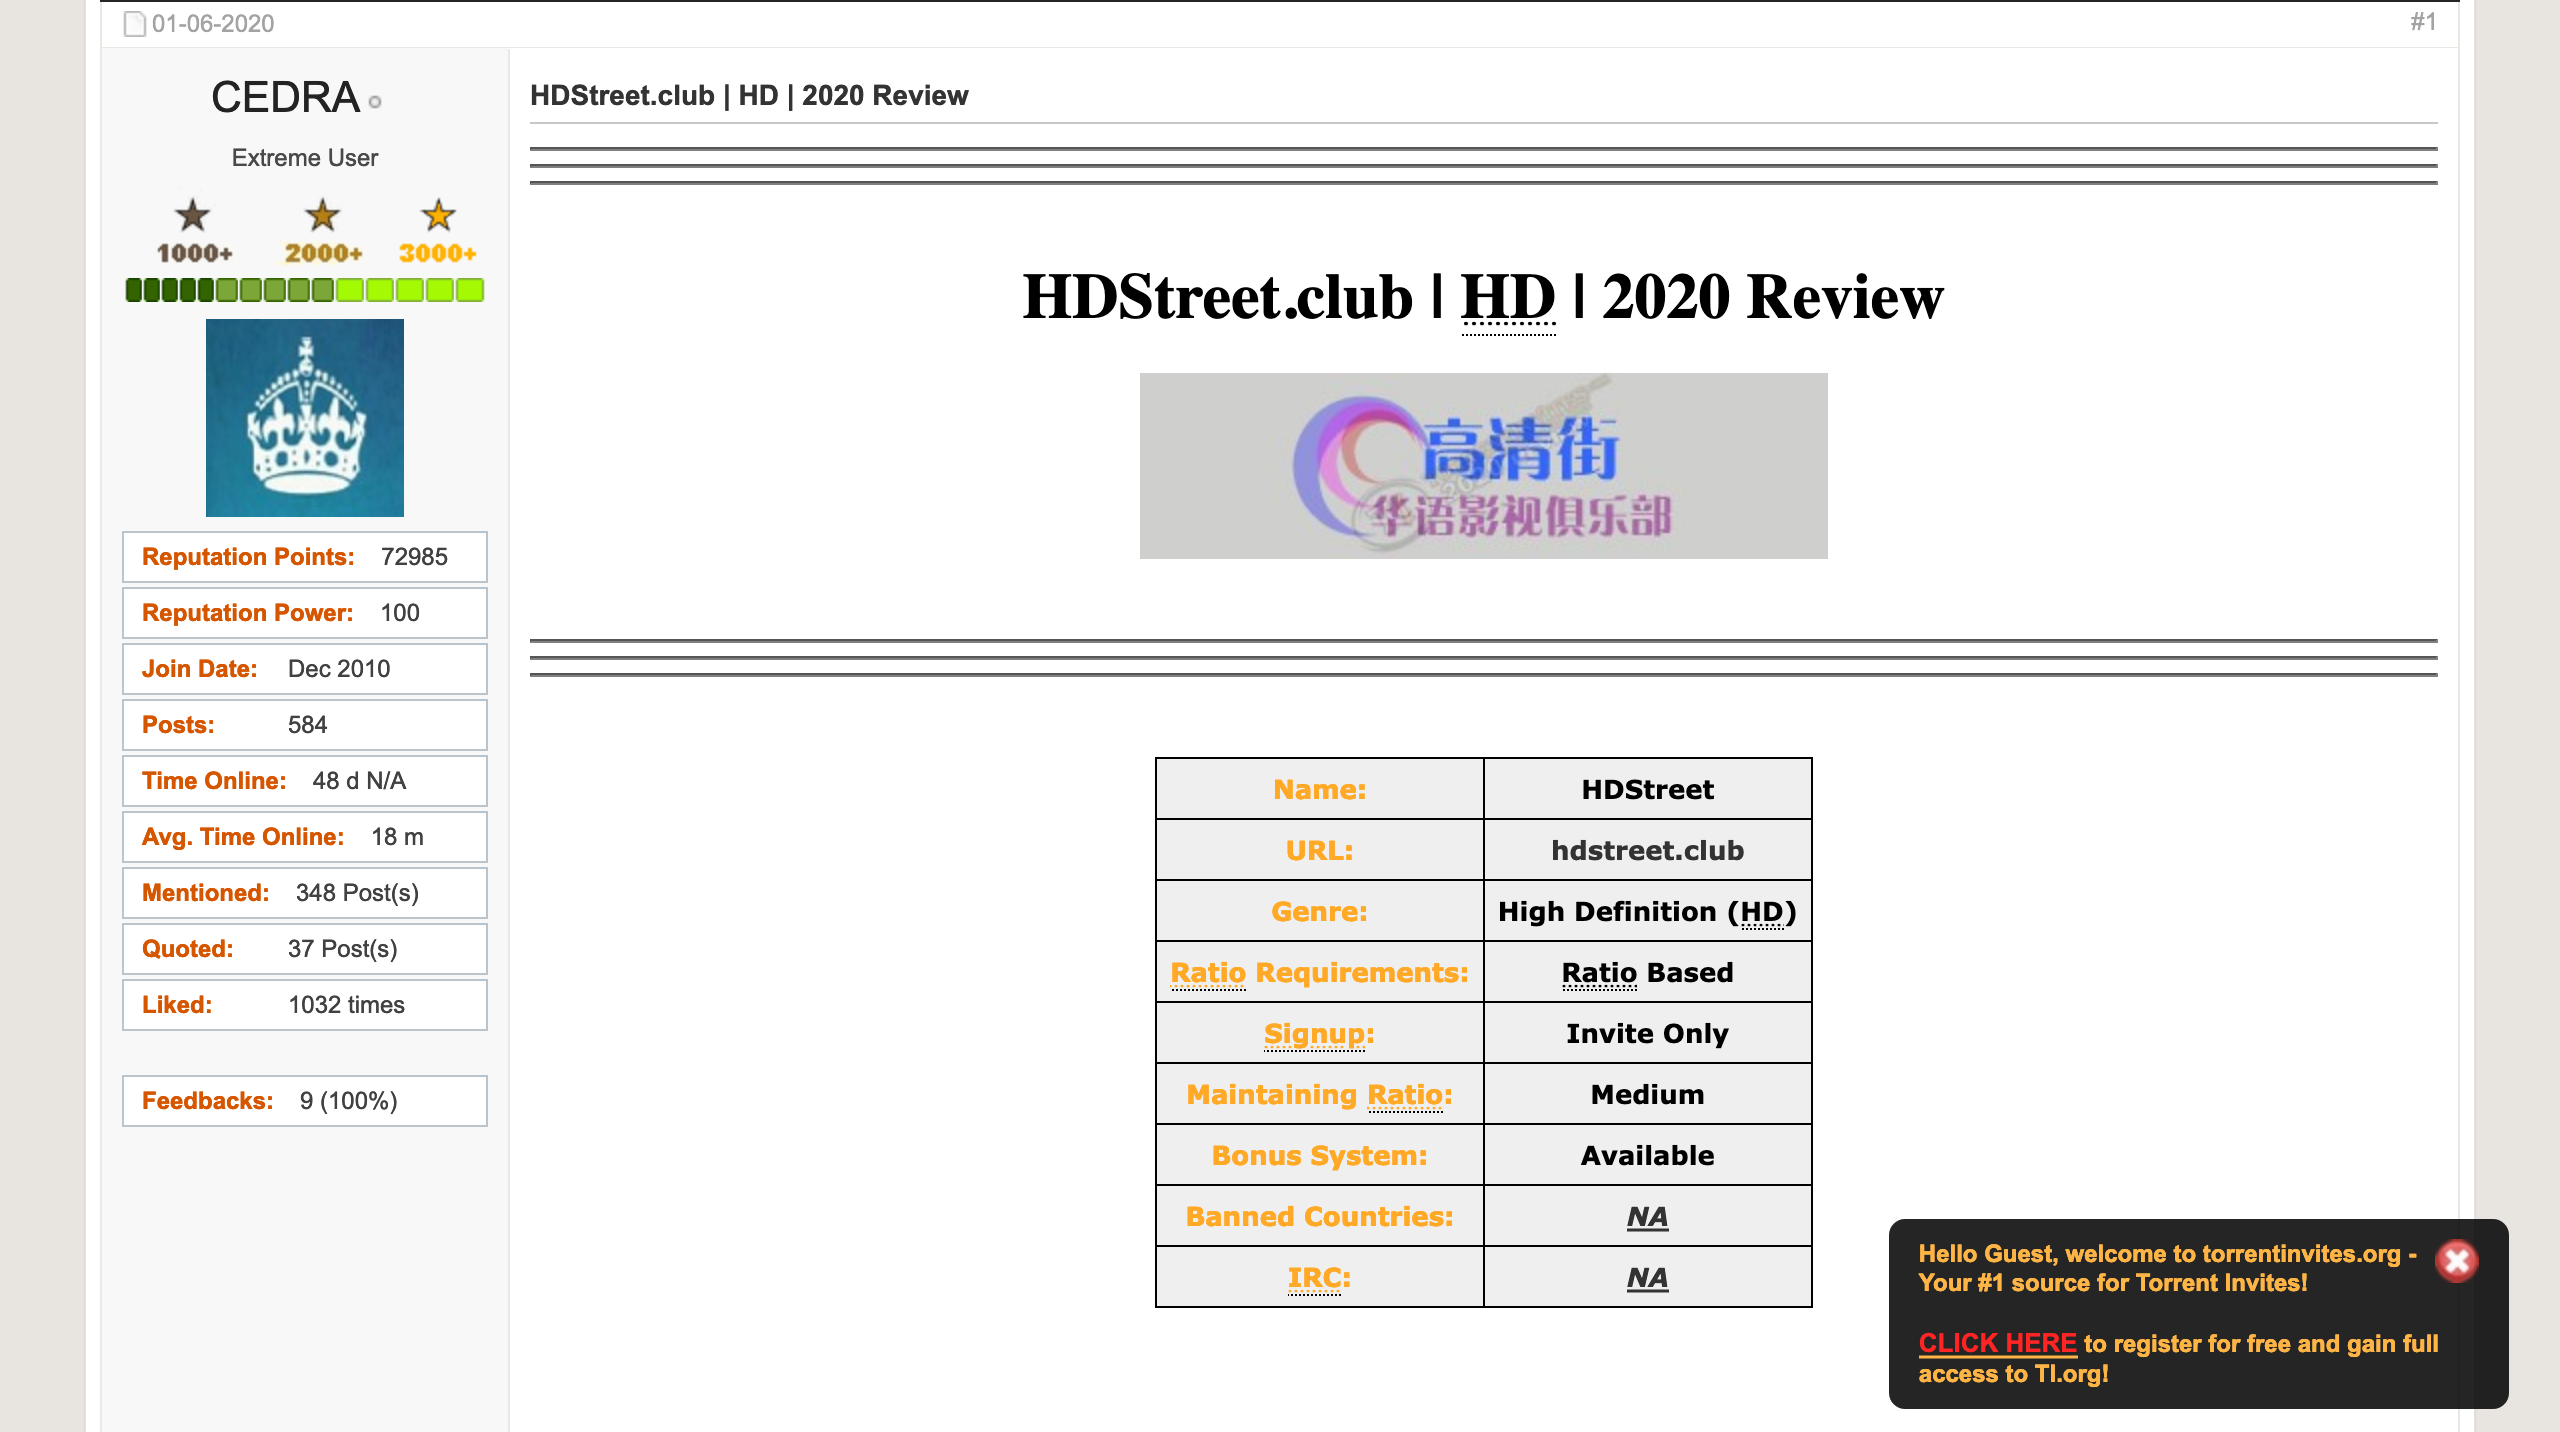 01-06-2020
#1
CEDRA
Extreme User
1000+ 2000+ 3000+
Reputation Points: 72985
Reputation Power: 100
Join Date: Dec 2010
Posts: 584
Time Online: 48 d N/A
Avg. Time Online: 18 m
Mentioned: 348 Post(s)
Quoted: 37 Post(s)
Liked: 1032 times
Feedbacks: 9 (100%)
HDStreet.club | HD | 2020 Review
HDStreet.club | HD | 2020 Review
高清街
华语影视俱乐部
Name: HDStreet
URL: hdstreet.club
Genre: High Definition (HD)
Ratio Requirements: Ratio Based
Signup: Invite Only
Maintaining Ratio: Medium
Bonus System: Available
Banned Countries: NA
IRC: NA
Hello Guest, welcome to torrentinvites.org -
Your #1 source for Torrent Invites!
CLICK HERE to register for free and gain full
access to TI.org!